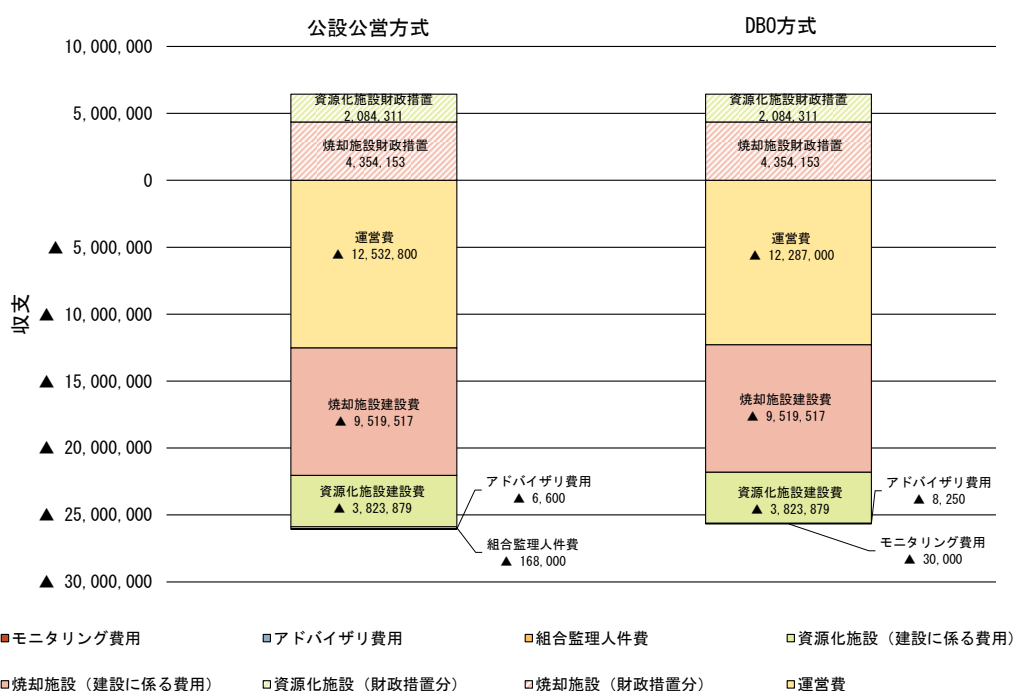 公設公営方式
DBO方式
10,000,000
5,000,000
0
▲ 5,000,000
▲ 10,000,000
▲ 15,000,000
▲ 20,000,000
▲ 25,000,000
▲ 30,000,000
収支
資源化施設財政措置
2,084,311
焼却施設財政措置
4,354,153
運営費
▲ 12,532,800
焼却施設建設費
▲ 9,519,517
資源化施設建設費
▲ 3,823,879
アドバイザリ費用
▲ 6,600
組合監理人件費
▲ 168,000
資源化施設財政措置
2,084,311
焼却施設財政措置
4,354,153
運営費
▲ 12,287,000
焼却施設建設費
▲ 9,519,517
資源化施設建設費
▲ 3,823,879
アドバイザリ費用
▲ 8,250
モニタリング費用
▲ 30,000
モニタリング費用
アドバイザリ費用
組合監理人件費
資源化施設（建設に係る費用）
焼却施設（建設に係る費用）
資源化施設（財政措置分）
焼却施設（財政措置分）
運営費